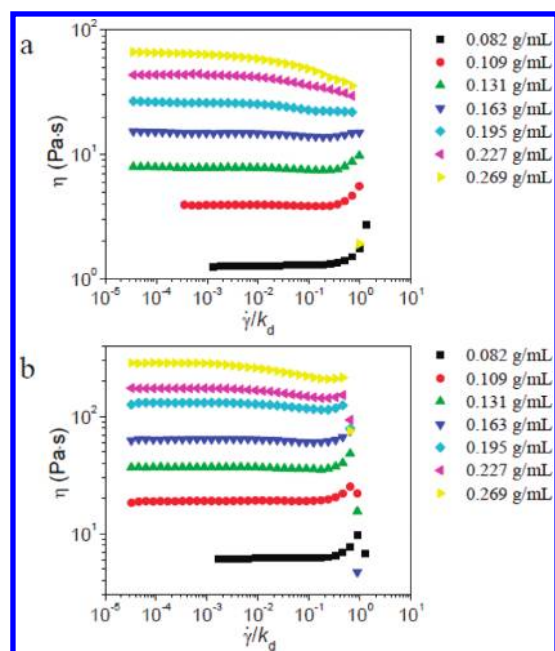 a
η (Pa·s)
10²
10¹
10⁰
10⁻⁵ 10⁻⁴ 10⁻³ 10⁻² 10⁻¹ 10⁰ 10¹
γ̇/k_d
0.082 g/mL
0.109 g/mL
0.131 g/mL
0.163 g/mL
0.195 g/mL
0.227 g/mL
0.269 g/mL
b
η (Pa·s)
10²
10¹
10⁻⁵ 10⁻⁴ 10⁻³ 10⁻² 10⁻¹ 10⁰ 10¹
γ̇/k_d
0.082 g/mL
0.109 g/mL
0.131 g/mL
0.163 g/mL
0.195 g/mL
0.227 g/mL
0.269 g/mL